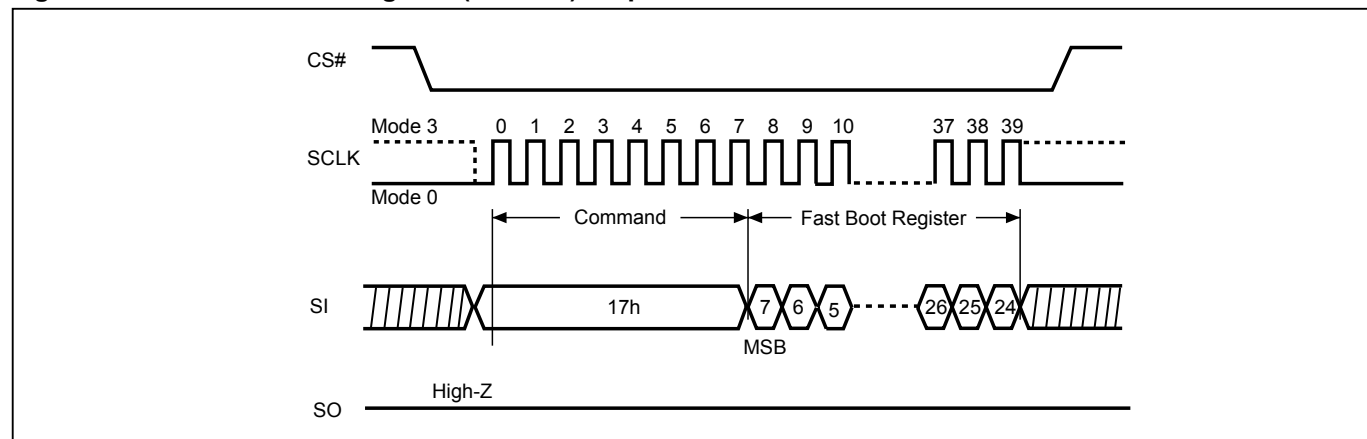 CS#
Mode 3
0 1 2 3 4 5 6 7 8 9 10 37 38 39
SCLK
Mode 0
Command
Fast Boot Register
SI
17h
7 6 5 26 25 24
MSB
High-Z
SO